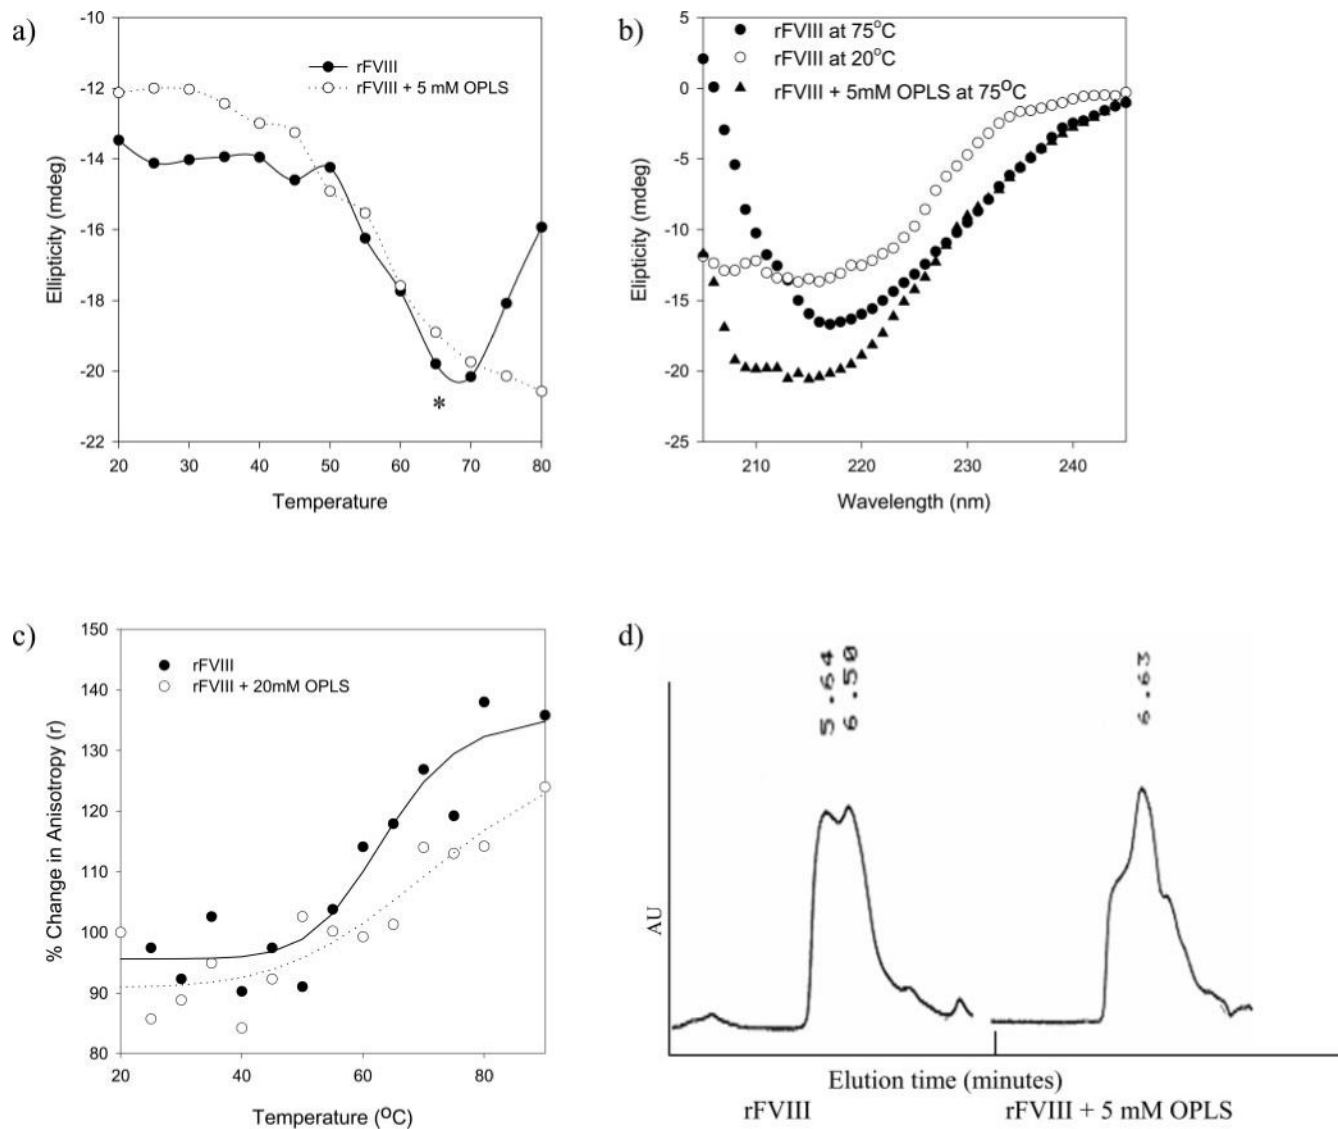 a)
-10
-12
-14
-16
-18
-20
-22
Ellipticity (mdeg)
rFVIII
rFVIII + 5 mM OPLS
*
20 30 40 50 60 70 80
Temperature
b)
5
0
-5
-10
-15
-20
-25
Elipticity (mdeg)
rFVIII at 75°C
rFVIII at 20°C
rFVIII + 5mM OPLS at 75°C
210 220 230 240
Wavelength (nm)
c)
150
140
130
120
110
100
90
80
% Change in Anisotropy (r)
rFVIII
rFVIII + 20mM OPLS
20 40 60 80
Temperature (°C)
d)
5.64
6.50
6.63
AU
Elution time (minutes)
rFVIII
rFVIII + 5 mM OPLS